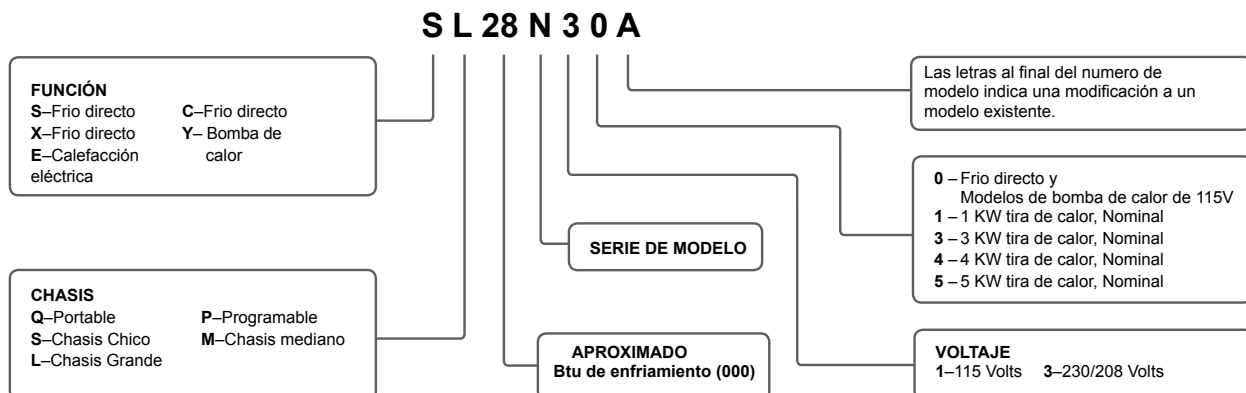 S L 28 N 3 0 A
FUNCIÓN
S–Frio directo C–Frio directo
X–Frio directo Y– Bomba de
E–Calefacción calor
eléctrica
Las letras al final del numero de
modelo indica una modificación a un
modelo existente.
0 – Frio directo y
Modelos de bomba de calor de 115V
1 – 1 KW tira de calor, Nominal
3 – 3 KW tira de calor, Nominal
4 – 4 KW tira de calor, Nominal
5 – 5 KW tira de calor, Nominal
SERIE DE MODELO
CHASIS
Q–Portable P–Programable
S–Chasis Chico M–Chasis mediano
L–Chasis Grande
APROXIMADO
Btu de enfriamiento (000)
VOLTAJE
1–115 Volts 3–230/208 Volts